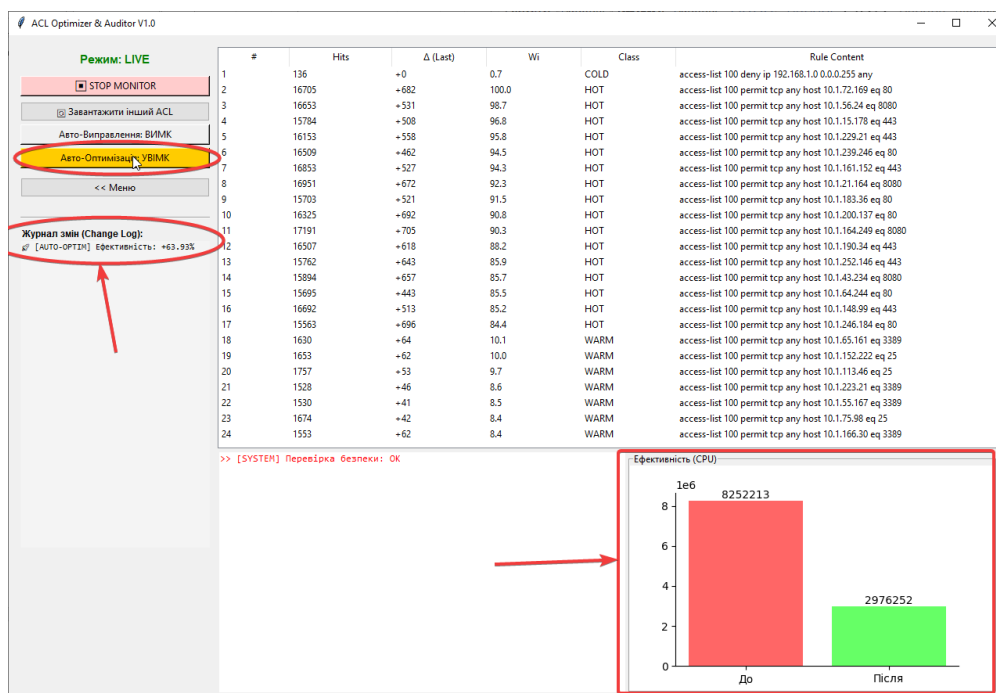 ACL Optimizer & Auditor V1.0
Режим: LIVE
STOP MONITOR
Завантажити інший ACL
Авто-Виправлення: ВИМК
Авто-Оптимізація: УВІМК
<< Меню
Журнал змін (Change Log):
[AUTO-OPTIM] Ефективність: +63.93%
# Hits Δ (Last) Wi Class Rule Content
1 136 +0 0.7 COLD access-list 100 deny ip 192.168.1.0 0.0.0.255 any
2 16705 +682 100.0 HOT access-list 100 permit tcp any host 10.1.72.169 eq 80
3 16653 +531 98.7 HOT access-list 100 permit tcp any host 10.1.56.24 eq 8080
4 15784 +508 96.8 HOT access-list 100 permit tcp any host 10.1.15.178 eq 443
5 16153 +558 95.8 HOT access-list 100 permit tcp any host 10.1.229.21 eq 443
6 16509 +462 94.5 HOT access-list 100 permit tcp any host 10.1.239.246 eq 80
7 16853 +527 94.3 HOT access-list 100 permit tcp any host 10.1.161.152 eq 443
8 16951 +672 92.3 HOT access-list 100 permit tcp any host 10.1.21.164 eq 8080
9 15703 +521 91.5 HOT access-list 100 permit tcp any host 10.1.183.36 eq 80
10 16325 +692 90.8 HOT access-list 100 permit tcp any host 10.1.200.137 eq 80
11 17191 +705 90.3 HOT access-list 100 permit tcp any host 10.1.164.249 eq 8080
12 16507 +618 88.2 HOT access-list 100 permit tcp any host 10.1.190.34 eq 443
13 15762 +643 85.9 HOT access-list 100 permit tcp any host 10.1.252.146 eq 443
14 15894 +657 85.7 HOT access-list 100 permit tcp any host 10.1.43.234 eq 8080
15 15695 +443 85.5 HOT access-list 100 permit tcp any host 10.1.64.244 eq 80
16 16692 +513 85.2 HOT access-list 100 permit tcp any host 10.1.148.99 eq 443
17 15563 +696 84.4 HOT access-list 100 permit tcp any host 10.1.246.184 eq 80
18 1630 +64 10.1 WARM access-list 100 permit tcp any host 10.1.65.161 eq 3389
19 1653 +62 10.0 WARM access-list 100 permit tcp any host 10.1.152.222 eq 25
20 1757 +53 9.7 WARM access-list 100 permit tcp any host 10.1.113.46 eq 25
21 1528 +46 8.6 WARM access-list 100 permit tcp any host 10.1.223.21 eq 3389
22 1530 +41 8.5 WARM access-list 100 permit tcp any host 10.1.55.167 eq 3389
23 1674 +42 8.4 WARM access-list 100 permit tcp any host 10.1.75.98 eq 25
24 1553 +62 8.4 WARM access-list 100 permit tcp any host 10.1.166.30 eq 3389
>> [SYSTEM] Перевірка безпеки: OK
Ефективність (CPU)
1e6
8252213
8
6
4
2976252
2
0
До Після